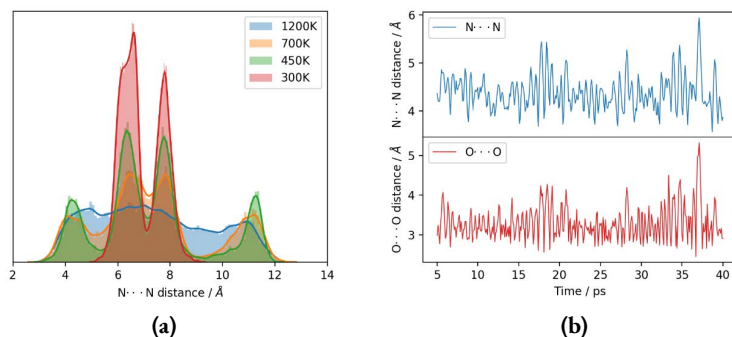 1200K
700K
450K
300K
2 4 6 8 10 12 14
N···N distance / Å
(a)
N···N distance / Å
6
5
4
N···N
O···O distance / Å
5
4
3
O···O
5 10 15 20 25 30 35 40
Time / ps
(b)